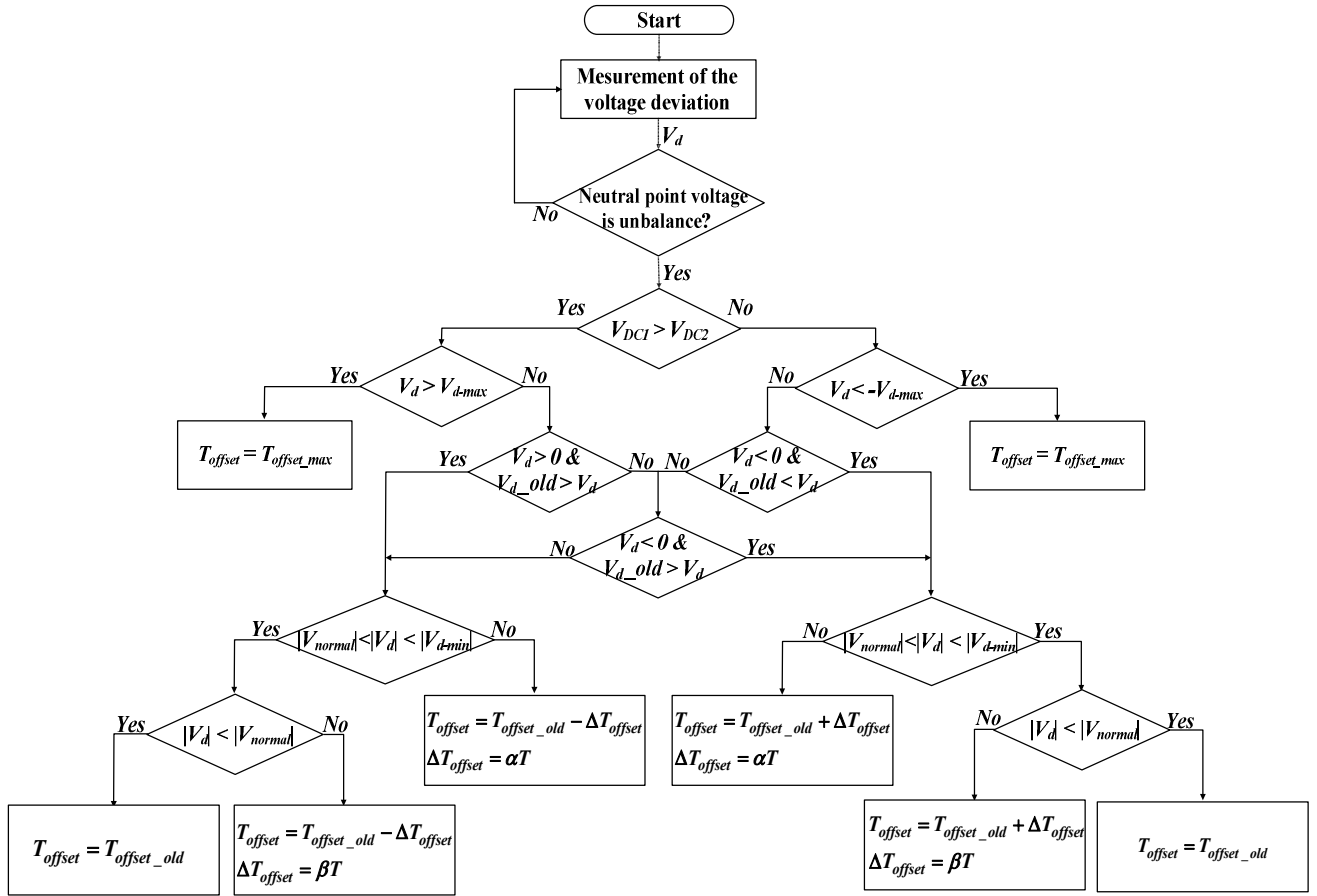 Start
Mesurement of the
voltage deviation
V_d
Neutral point voltage
is unbalance?
No
Yes
Yes
No
V_DC1 > V_DC2
Yes
V_d > V_d-max
No
No
V_d < -V_d-max
Yes
T_offset = T_offset_max
T_offset = T_offset_max
Yes
V_d > 0 &
V_d_old > V_d
No
No
V_d < 0 &
V_d_old < V_d
Yes
No
V_d < 0 &
V_d_old > V_d
Yes
Yes
|V_normal| < |V_d| < |V_d-min|
No
No
|V_normal| < |V_d| < |V_d-min|
Yes
T_offset = T_offset_old − ΔT_offset
ΔT_offset = αT
T_offset = T_offset_old + ΔT_offset
ΔT_offset = αT
Yes
|V_d| < |V_normal|
No
No
|V_d| < |V_normal|
Yes
T_offset = T_offset_old
T_offset = T_offset_old − ΔT_offset
ΔT_offset = βT
T_offset = T_offset_old + ΔT_offset
ΔT_offset = βT
T_offset = T_offset_old